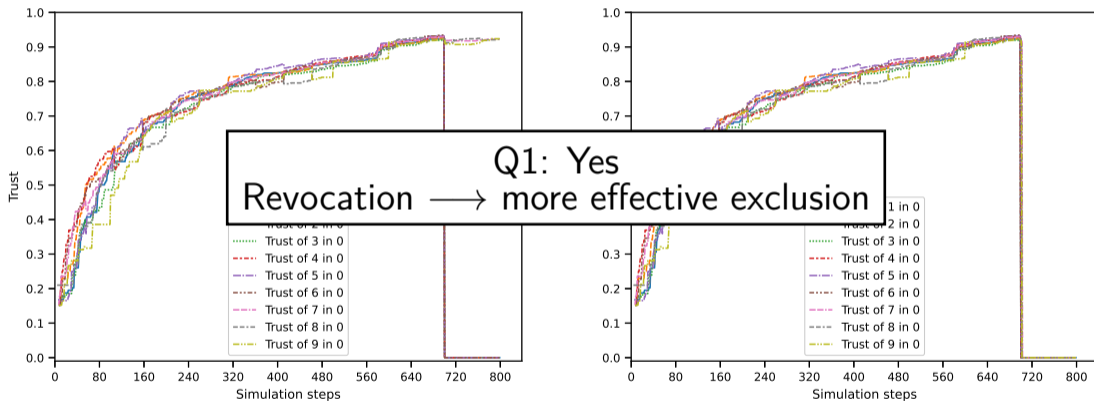 1.0
0.9
0.8
0.7
0.6
0.5
0.4
0.3
0.2
0.1
0.0
Trust
0 80 160 240 320 400 480 560 640 720 800
Simulation steps
Trust of 2 in 0
Trust of 3 in 0
Trust of 4 in 0
Trust of 5 in 0
Trust of 6 in 0
Trust of 7 in 0
Trust of 8 in 0
Trust of 9 in 0
Q1: Yes
Revocation ⟶ more effective exclusion
1.0
0.9
0.8
0.7
0.4
0.3
0.2
0.1
0.0
0 80 160 240 320 400 480 560 640 720 800
Simulation steps
1 in 0
2 in 0
Trust of 3 in 0
Trust of 4 in 0
Trust of 5 in 0
Trust of 6 in 0
Trust of 7 in 0
Trust of 8 in 0
Trust of 9 in 0